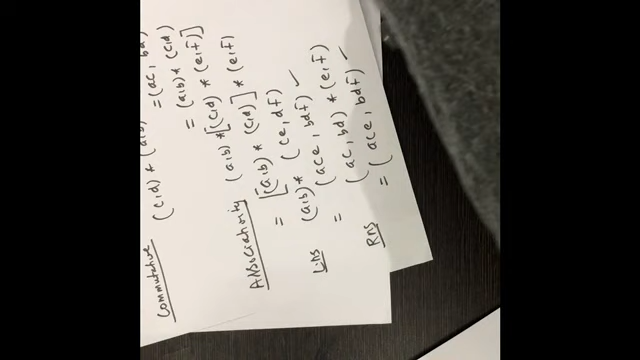 Commutative
(c,d) * (a,b) = (ac, bd)
= (a,b) * (c,d)
Associativity (a,b) * [(c,d) * (e,f)]
= [(a,b) * (c,d)] * (e,f)
LHS (a,b) * (ce, df)
= (ace, bdf) ✓
RHS (ac, bd) * (e,f)
= (ace, bdf) ✓